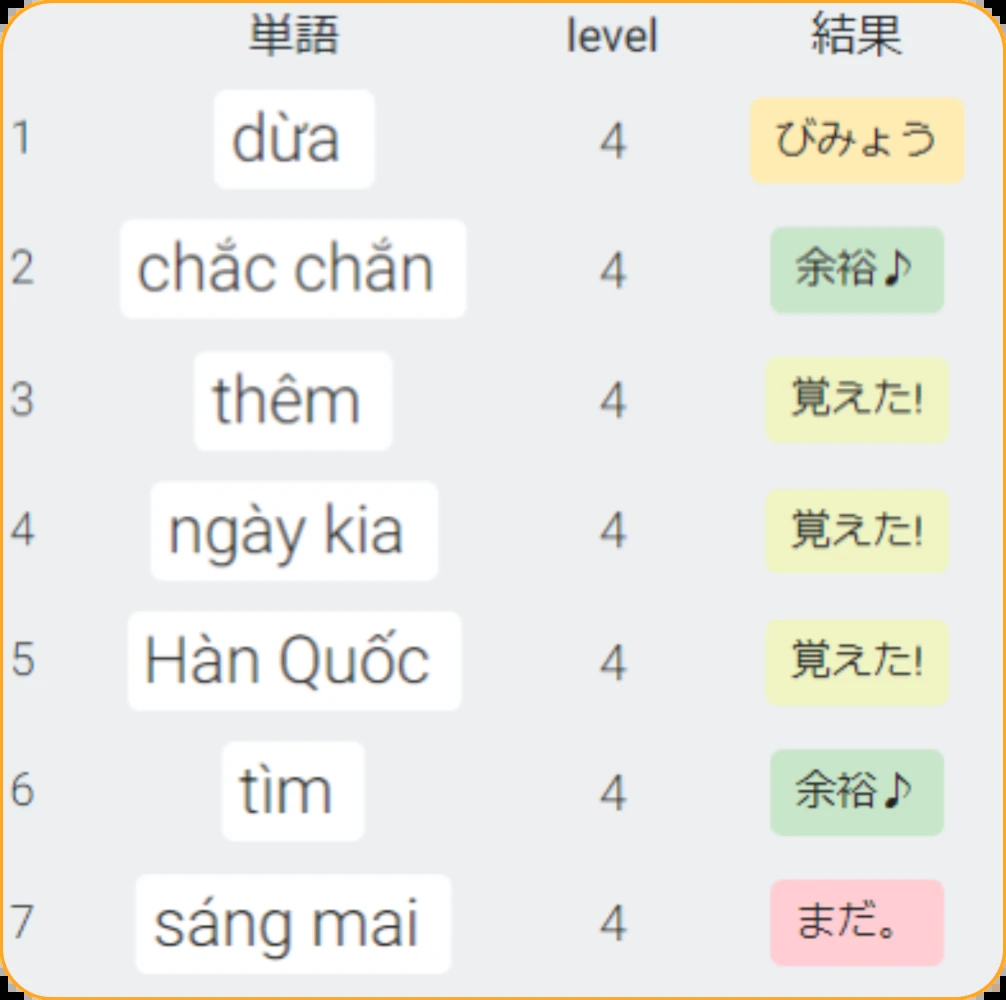 単語 level 結果
1 dừa 4 びみょう
2 chắc chắn 4 余裕♪
3 thêm 4 覚えた!
4 ngày kia 4 覚えた!
5 Hàn Quốc 4 覚えた!
6 tìm 4 余裕♪
7 sáng mai 4 まだ。